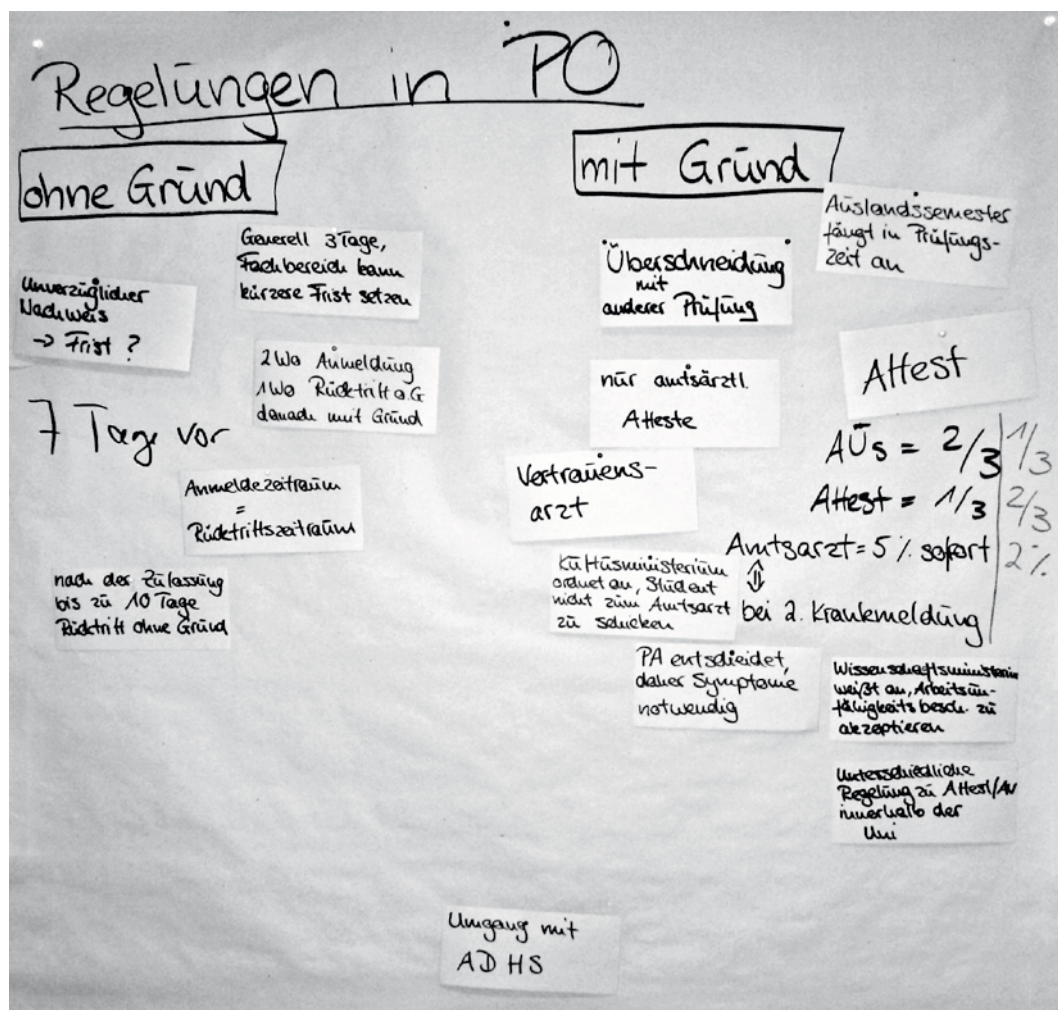 Regelungen in PO
ohne Grund
Unverzüglicher
Nachweis
→ Frist ?
Generell 3 Tage,
Fachbereich kann
kürzere Frist setzen
2 Wo Anmeldung
1 Wo Rücktritt o.G
danach mit Grund
7 Tage vor
Anmeldezeitraum
=
Rücktrittszeitraum
nach der Zulassung
bis zu 10 Tage
Rücktritt ohne Grund
mit Grund
Auslandssemester
fängt in Prüfungs-
zeit an
Überschneidung
mit
anderer Prüfung
nur amtsärztl.
Atteste
Attest
Vertrauens-
arzt
AUs = 2/3 | 1/3
Attest = 1/3 | 2/3
Amtsarzt = 5 % sofort | 2 %
⇕
bei 2. Krankmeldung
Kultusministerium
ordnet an, Student
nicht zum Amtsarzt
zu schicken
PA entscheidet,
daher Symptome
notwendig
Wissenschaftsministerium
weißt an, Arbeitsun-
fähigkeitsbesch. zu
akzeptieren
Unterschiedliche
Regelung zu Attest/AU
innerhalb der
Uni
Umgang mit
ADHS